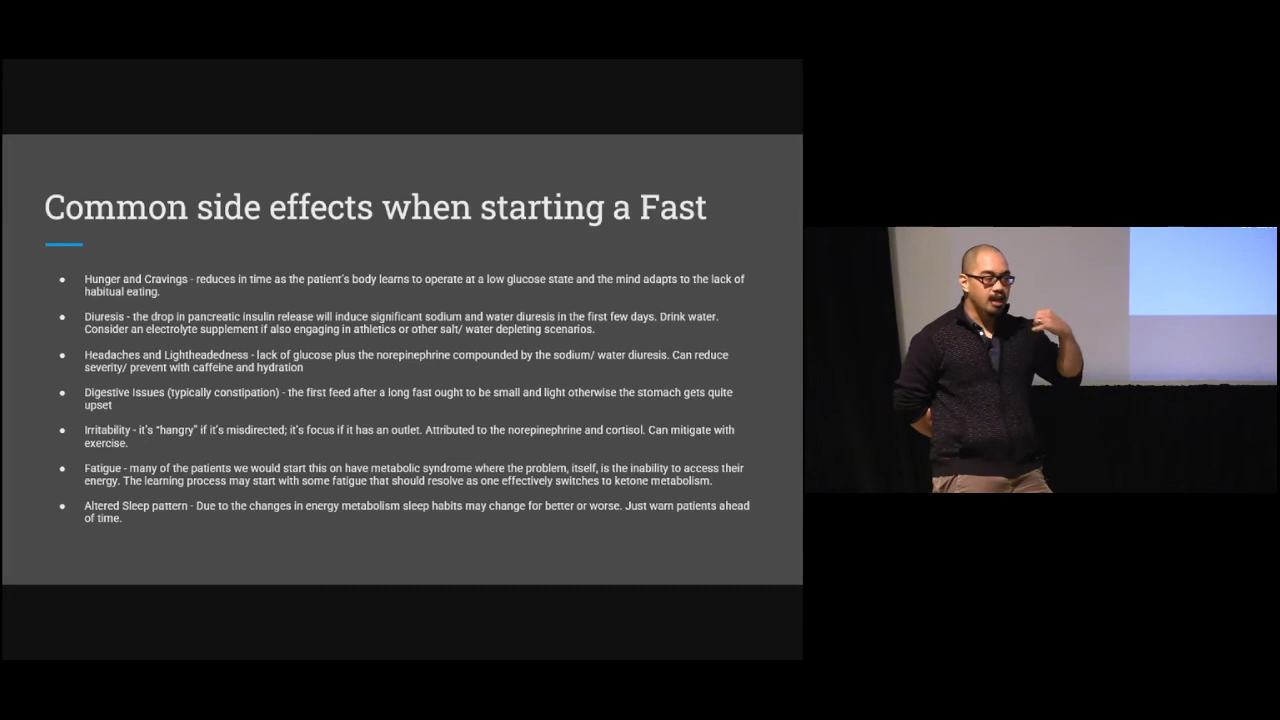 Common side effects when starting a Fast
● Hunger and Cravings - reduces in time as the patient's body learns to operate at a low glucose state and the mind adapts to the lack of
habitual eating.
● Diuresis - the drop in pancreatic insulin release will induce significant sodium and water diuresis in the first few days. Drink water.
Consider an electrolyte supplement if also engaging in athletics or other salt/ water depleting scenarios.
● Headaches and Lightheadedness - lack of glucose plus the norepinephrine compounded by the sodium/ water diuresis. Can reduce
severity/ prevent with caffeine and hydration
● Digestive Issues (typically constipation) - the first feed after a long fast ought to be small and light otherwise the stomach gets quite
upset
● Irritability - it's “hangry” if it's misdirected; it's focus if it has an outlet. Attributed to the norepinephrine and cortisol. Can mitigate with
exercise.
● Fatigue - many of the patients we would start this on have metabolic syndrome where the problem, itself, is the inability to access their
energy. The learning process may start with some fatigue that should resolve as one effectively switches to ketone metabolism.
● Altered Sleep pattern - Due to the changes in energy metabolism sleep habits may change for better or worse. Just warn patients ahead
of time.